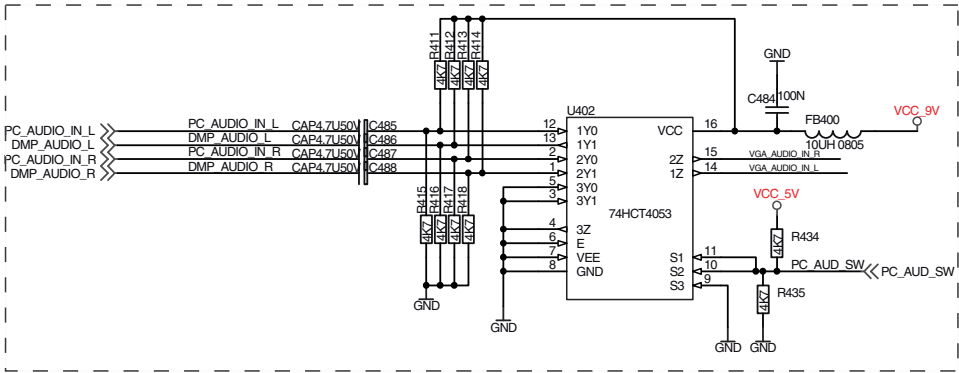 R411
R412
R413
R414
4K7
4K7
4K7
4K7
GND
C484
100N
U402
FB400
VCC_9V
10UH 0805
PC_AUDIO_IN_L
DMP_AUDIO_L
PC_AUDIO_IN_R
DMP_AUDIO_R
PC_AUDIO_IN_L
DMP_AUDIO_L
PC_AUDIO_IN_R
DMP_AUDIO_R
CAP4.7U50V
CAP4.7U50V
CAP4.7U50V
CAP4.7U50V
C485
C486
C487
C488
12 1Y0
13 1Y1
2 2Y0
1 2Y1
5 3Y0
3 3Y1
4 3Z
6 E
7 VEE
8 GND
VCC 16
2Z 15
1Z 14
VGA_AUDIO_IN_R
VGA_AUDIO_IN_L
74HCT4053
S1 11
S2 10
S3 9
VCC_5V
4K7
R434
PC_AUD_SW
PC_AUD_SW
4K7
R435
R415
R416
R417
R418
4K7
4K7
4K7
4K7
GND
GND
GND
GND